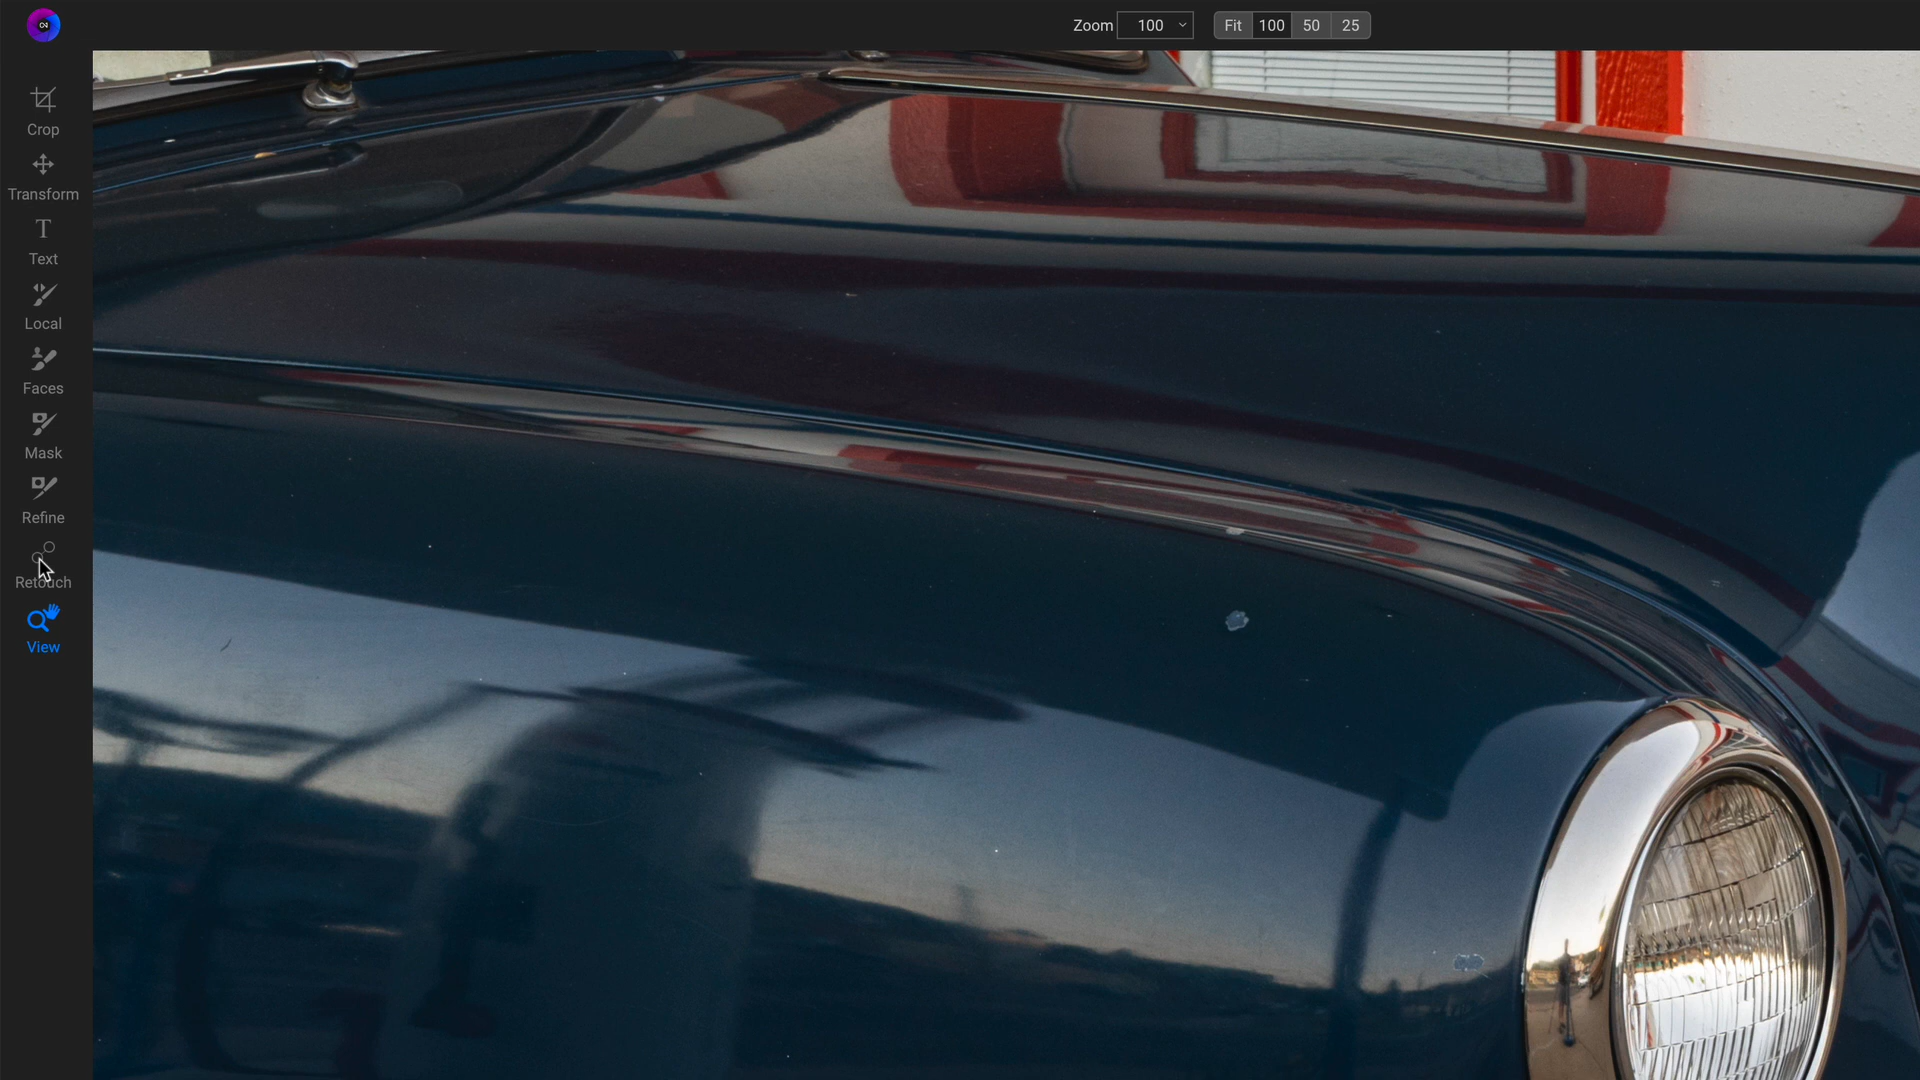 Zoom 100 Fit 100 50 25
Crop
Transform
Text
Local
Faces
Mask
Refine
Retouch
View